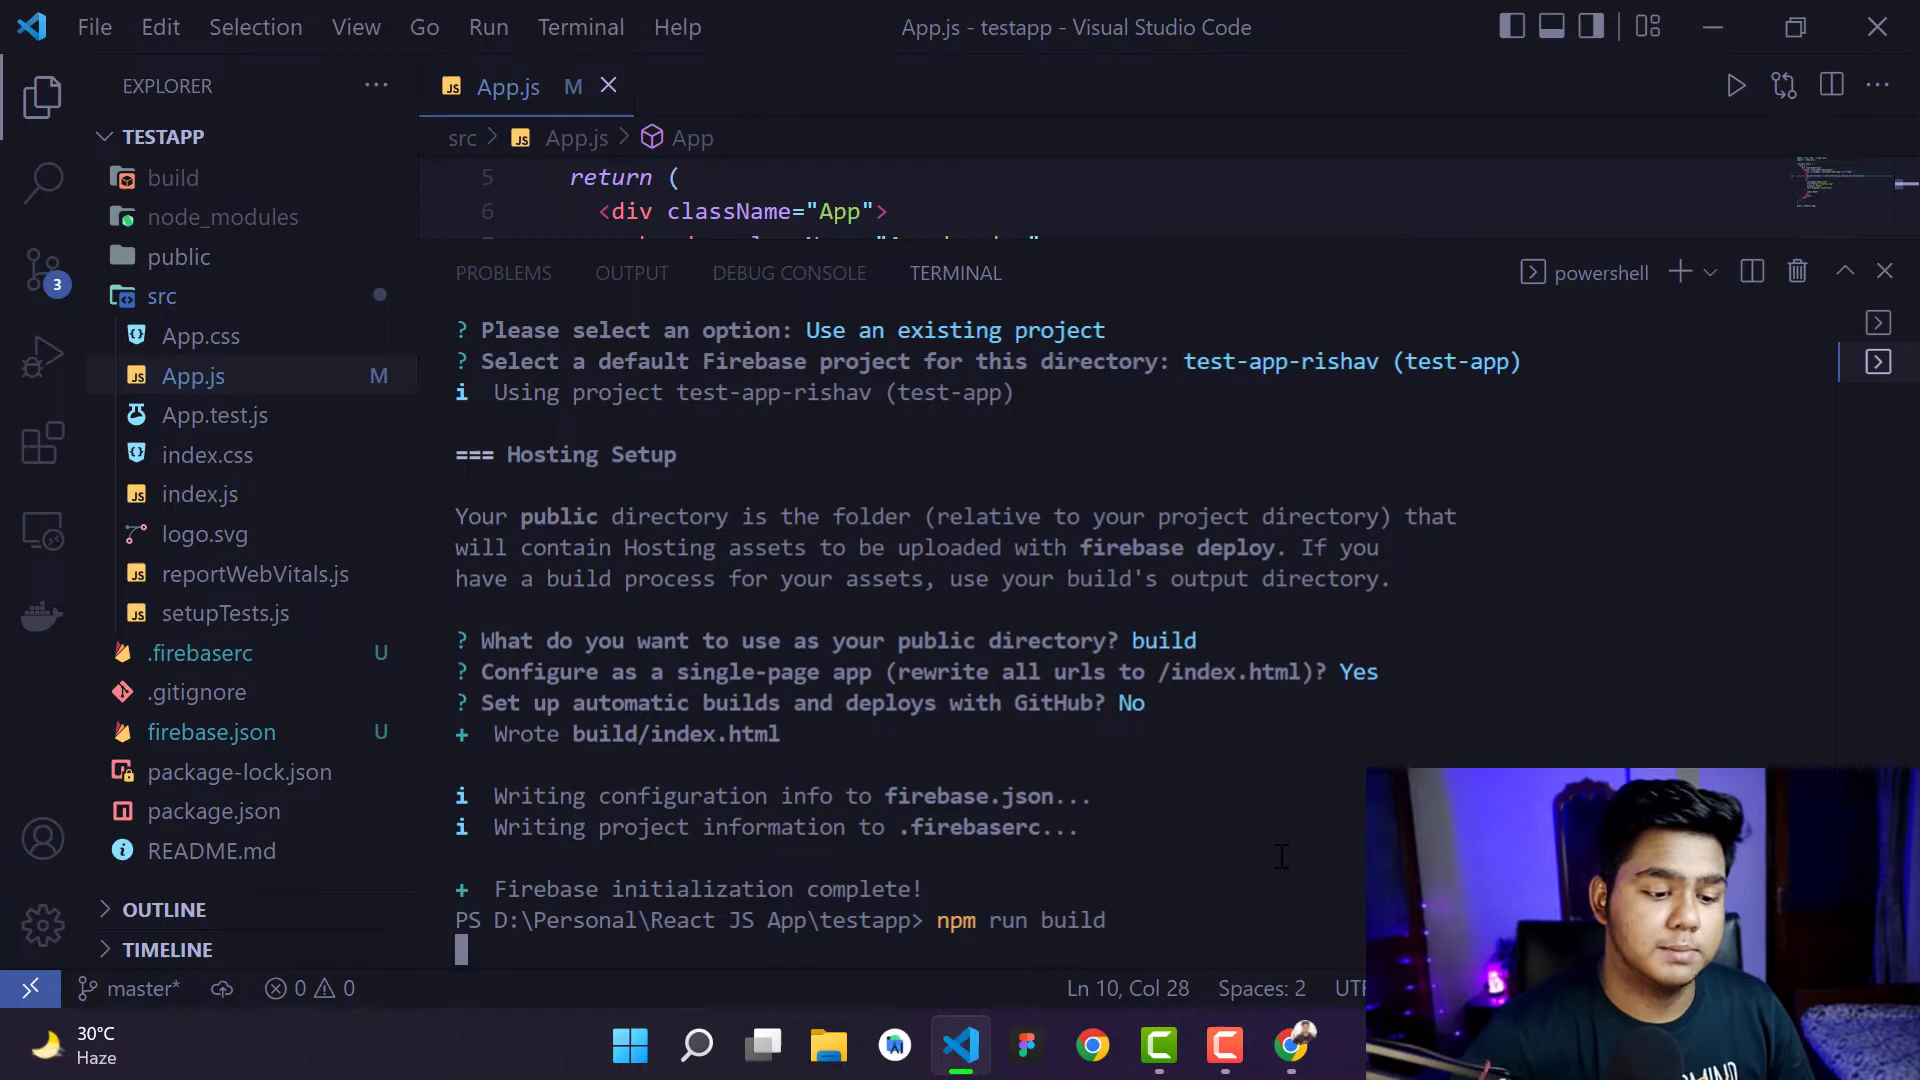 File Edit Selection View Go Run Terminal Help
App.js - testapp - Visual Studio Code
EXPLORER
TESTAPP
build
node_modules
public
src
App.css
App.js M
App.test.js
index.css
index.js
logo.svg
reportWebVitals.js
setupTests.js
.firebaserc U
.gitignore
firebase.json U
package-lock.json
package.json
README.md
OUTLINE
TIMELINE
3
App.js M
src > App.js > App
5 return (
6 <div className="App">
PROBLEMS OUTPUT DEBUG CONSOLE TERMINAL
powershell
? Please select an option: Use an existing project
? Select a default Firebase project for this directory: test-app-rishav (test-app)
i Using project test-app-rishav (test-app)
=== Hosting Setup
Your public directory is the folder (relative to your project directory) that
will contain Hosting assets to be uploaded with firebase deploy. If you
have a build process for your assets, use your build's output directory.
? What do you want to use as your public directory? build
? Configure as a single-page app (rewrite all urls to /index.html)? Yes
? Set up automatic builds and deploys with GitHub? No
+ Wrote build/index.html
i Writing configuration info to firebase.json...
i Writing project information to .firebaserc...
+ Firebase initialization complete!
PS D:\Personal\React JS App\testapp> npm run build
master* 0 0
Ln 10, Col 28 Spaces: 2
30°C
Haze